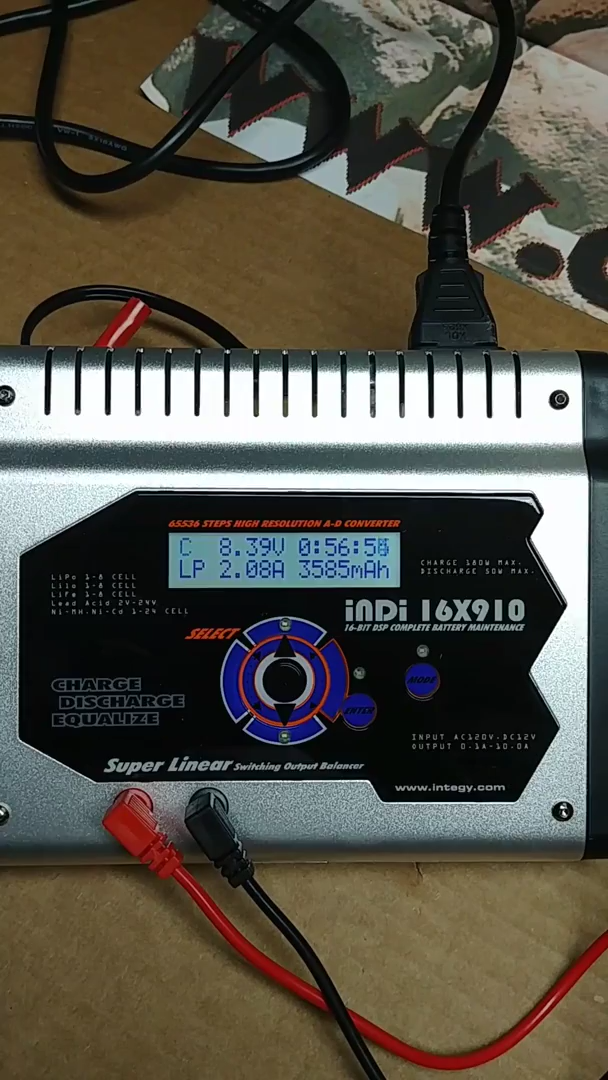 WWW.
65536 STEPS HIGH RESOLUTION A-D CONVERTER
C 8.39V 0:56:58
LP 2.08A 3585mAh
LiPo 1-8 CELL
LiIo 1-8 CELL
LiFe 1-8 CELL
Lead Acid 2V-24V
Ni-MH.Ni-Cd 1-24 CELL
CHARGE 180W MAX.
DISCHARGE 50W MAX.
iNDi 16X910
16-BIT DSP COMPLETE BATTERY MAINTENANCE
SELECT
MODE
ENTER
CHARGE
DISCHARGE
EQUALIZE
INPUT AC120V.DC12V
OUTPUT 0.1A-10.0A
Super Linear Switching Output Balancer
www.integy.com